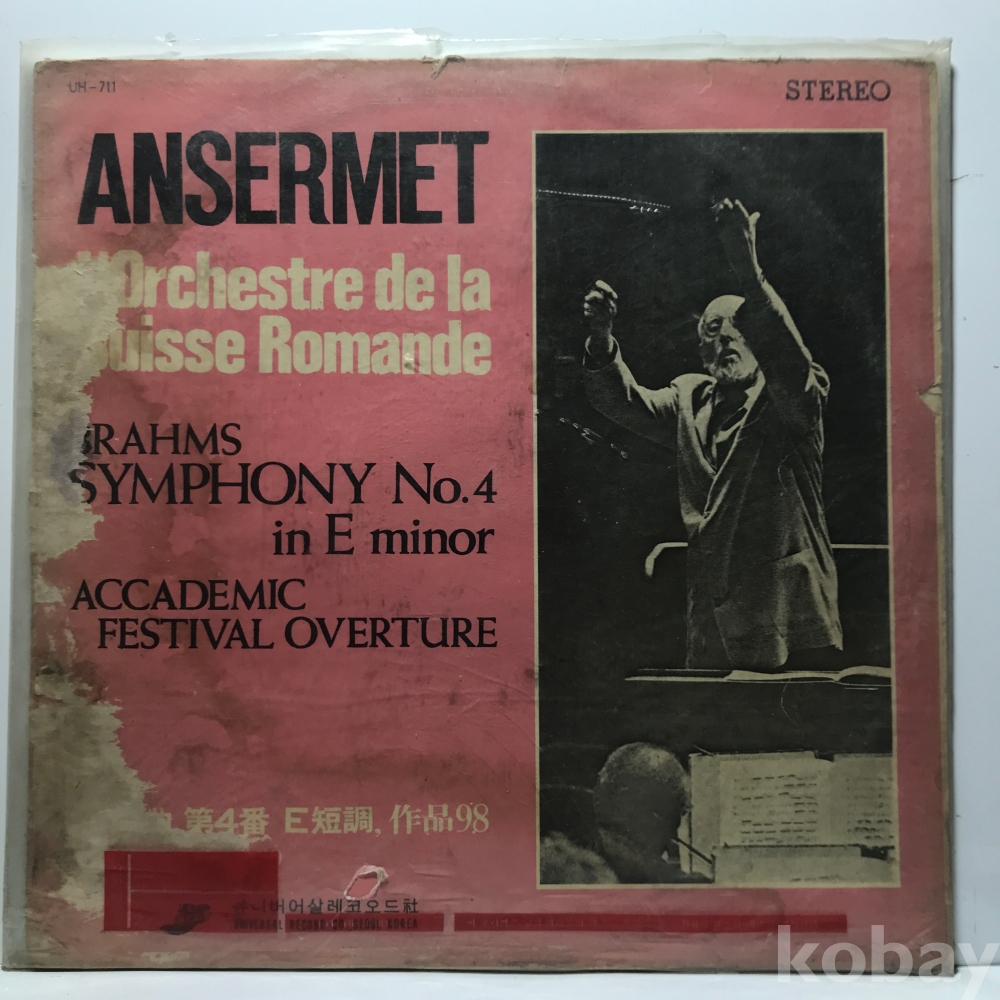 UH-711
STEREO
ANSERMET
Orchestre de la
uisse Romande
BRAHMS
SYMPHONY No.4
in E minor
ACCADEMIC
FESTIVAL OVERTURE
第4番 E短調, 作品98
유니버어살레코오드社
UNIVERSAL RECORD CO. SEOUL KOREA
kobay